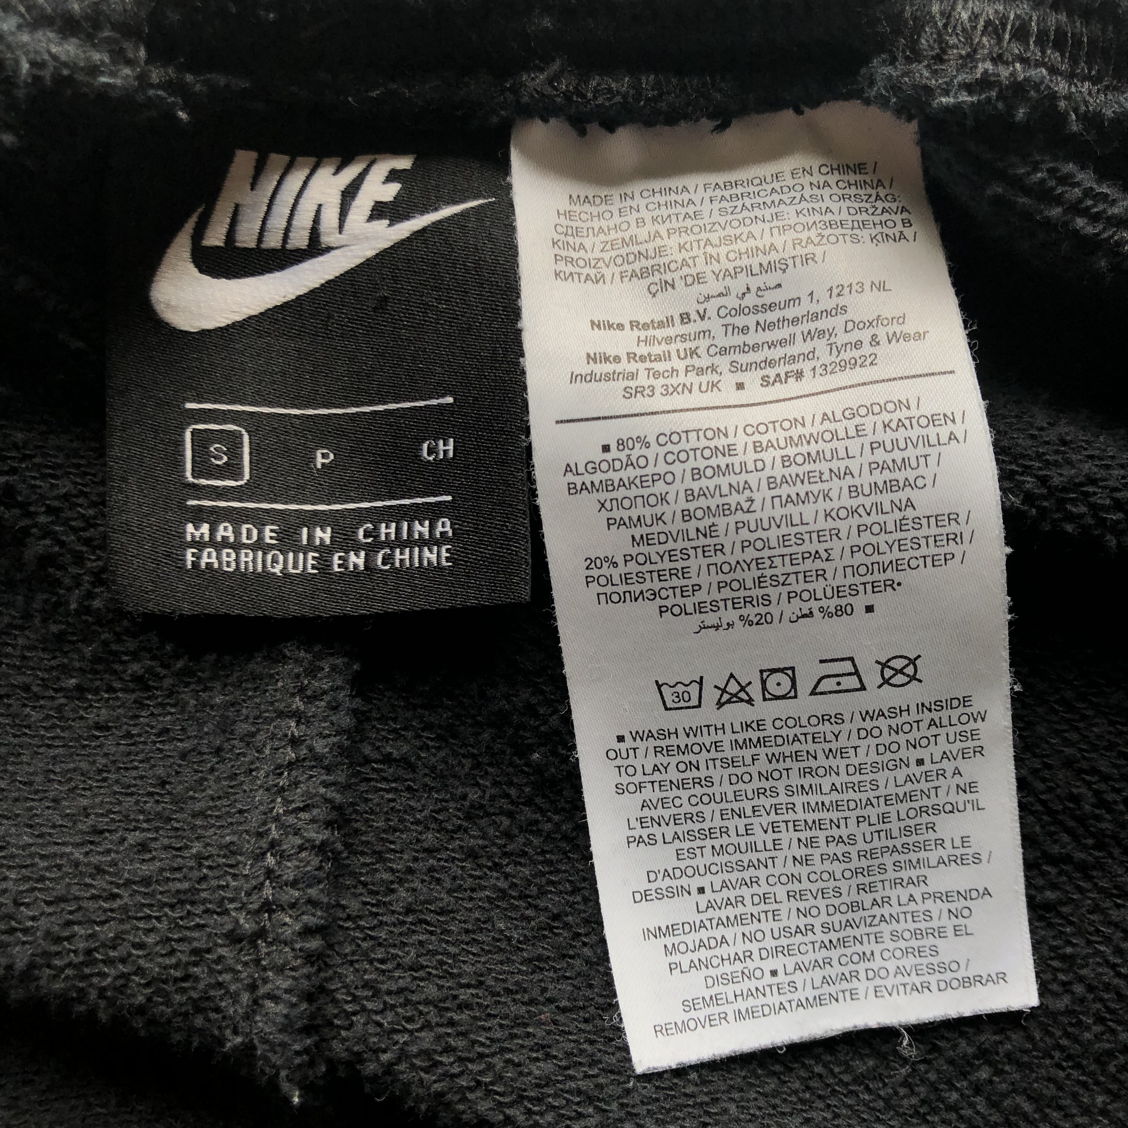 NIKE
S P CH
MADE IN CHINA
FABRIQUE EN CHINE
MADE IN CHINA / FABRIQUE EN CHINE /
HECHO EN CHINA / FABRICADO NA CHINA /
СДЕЛАНО В КИТАЕ / SZÁRMAZÁSI ORSZÁG:
KINA / ZEMLJA PROIZVODNJE: KINA / DRŽAVA
PROIZVODNJE: KITAJSKA / ПРОИЗВЕДЕНО В
КИТАЙ / FABRICAT ÎN CHINA / RAŽOTS: ĶĪNĀ /
ÇİN 'DE YAPILMIŞTIR /
صنع في الصين
Nike Retail B.V. Colosseum 1, 1213 NL
Hilversum, The Netherlands
Nike Retail UK Camberwell Way, Doxford
Industrial Tech Park, Sunderland, Tyne & Wear
SR3 3XN UK ■ SAF# 1329922
■ 80% COTTON / COTON / ALGODON /
ALGODÃO / COTONE / BAUMWOLLE / KATOEN /
ΒΑΜΒΑΚΕΡΟ / BOMULD / BOMULL / PUUVILLA /
ХЛОПОК / BAVLNA / BAWEŁNA / PAMUT /
PAMUK / BOMBAŽ / ПАМУК / BUMBAC /
MEDVILNĖ / PUUVILL / KOKVILNA
20% POLYESTER / POLIESTER / POLIÉSTER /
POLIESTERE / ΠΟΛΥΕΣΤΕΡΑΣ / POLYESTERI /
ПОЛИЭСТЕР / POLIÉSZTER / ПОЛИЕСТЕР /
POLIESTERIS / POLÜESTER•
80% قطن / 20% بوليستر ■
30
■ WASH WITH LIKE COLORS / WASH INSIDE
OUT / REMOVE IMMEDIATELY / DO NOT ALLOW
TO LAY ON ITSELF WHEN WET / DO NOT USE
SOFTENERS / DO NOT IRON DESIGN ■ LAVER
AVEC COULEURS SIMILAIRES / LAVER A
L'ENVERS / ENLEVER IMMEDIATEMENT / NE
PAS LAISSER LE VETEMENT PLIE LORSQU'IL
EST MOUILLE / NE PAS UTILISER
D'ADOUCISSANT / NE PAS REPASSER LE
DESSIN ■ LAVAR CON COLORES SIMILARES /
LAVAR DEL REVES / RETIRAR
INMEDIATAMENTE / NO DOBLAR LA PRENDA
MOJADA / NO USAR SUAVIZANTES / NO
PLANCHAR DIRECTAMENTE SOBRE EL
DISEÑO ■ LAVAR COM CORES
SEMELHANTES / LAVAR DO AVESSO /
REMOVER IMEDIATAMENTE / EVITAR DOBRAR